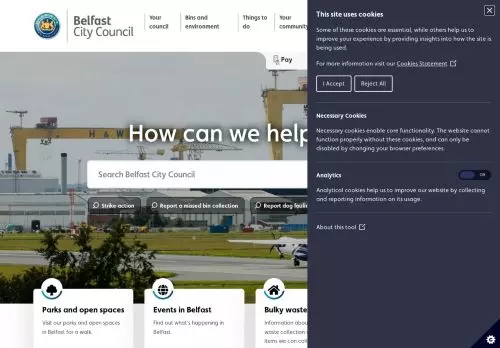 Belfast
City Council
Your
council
Bins and
environment
Things to
do
Your
community
Pay
H & W
How can we help
Search Belfast City Council
Strike action
Report a missed bin collection
Report dog fouling
Parks and open spaces
Visit our parks and open spaces
in Belfast for a walk.
Events in Belfast
Find out what's happening in
Belfast.
Bulky waste
Information about
waste collection
items we can coll
This site uses cookies
Some of these cookies are essential, while others help us to
improve your experience by providing insights into how the site is
being used.
For more information visit our Cookies Statement
I Accept
Reject All
Necessary Cookies
Necessary cookies enable core functionality. The website cannot
function properly without these cookies, and can only be
disabled by changing your browser preferences.
Analytics
Off
Analytical cookies help us to improve our website by collecting
and reporting information on its usage.
About this tool